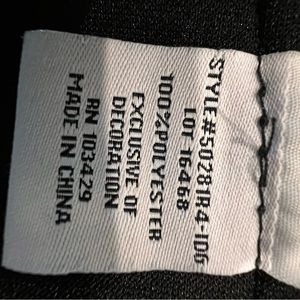 STYLE#50281R4-106
LOT 16468
100%POLYESTER
EXCLUSIVE OF
DECORATION
RN 103429
MADE IN CHINA